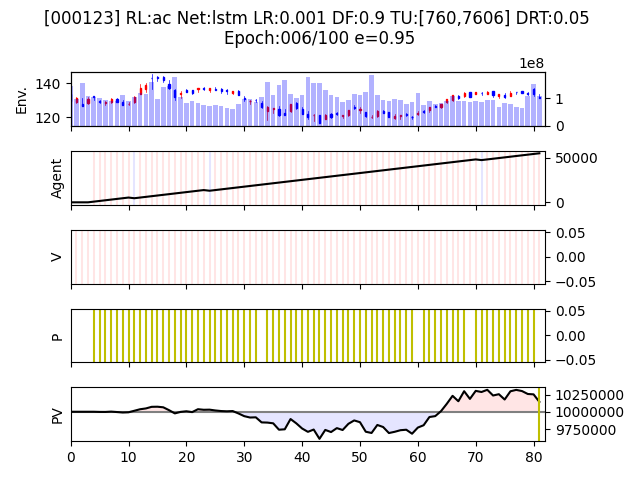 [000123] RL:ac Net:lstm LR:0.001 DF:0.9 TU:[760,7606] DRT:0.05
Epoch:006/100 e=0.95
1e8
Env.
140
120
1
0
Agent
50000
0
V
0.05
0.00
−0.05
P
0.05
0.00
−0.05
PV
10250000
10000000
9750000
0 10 20 30 40 50 60 70 80